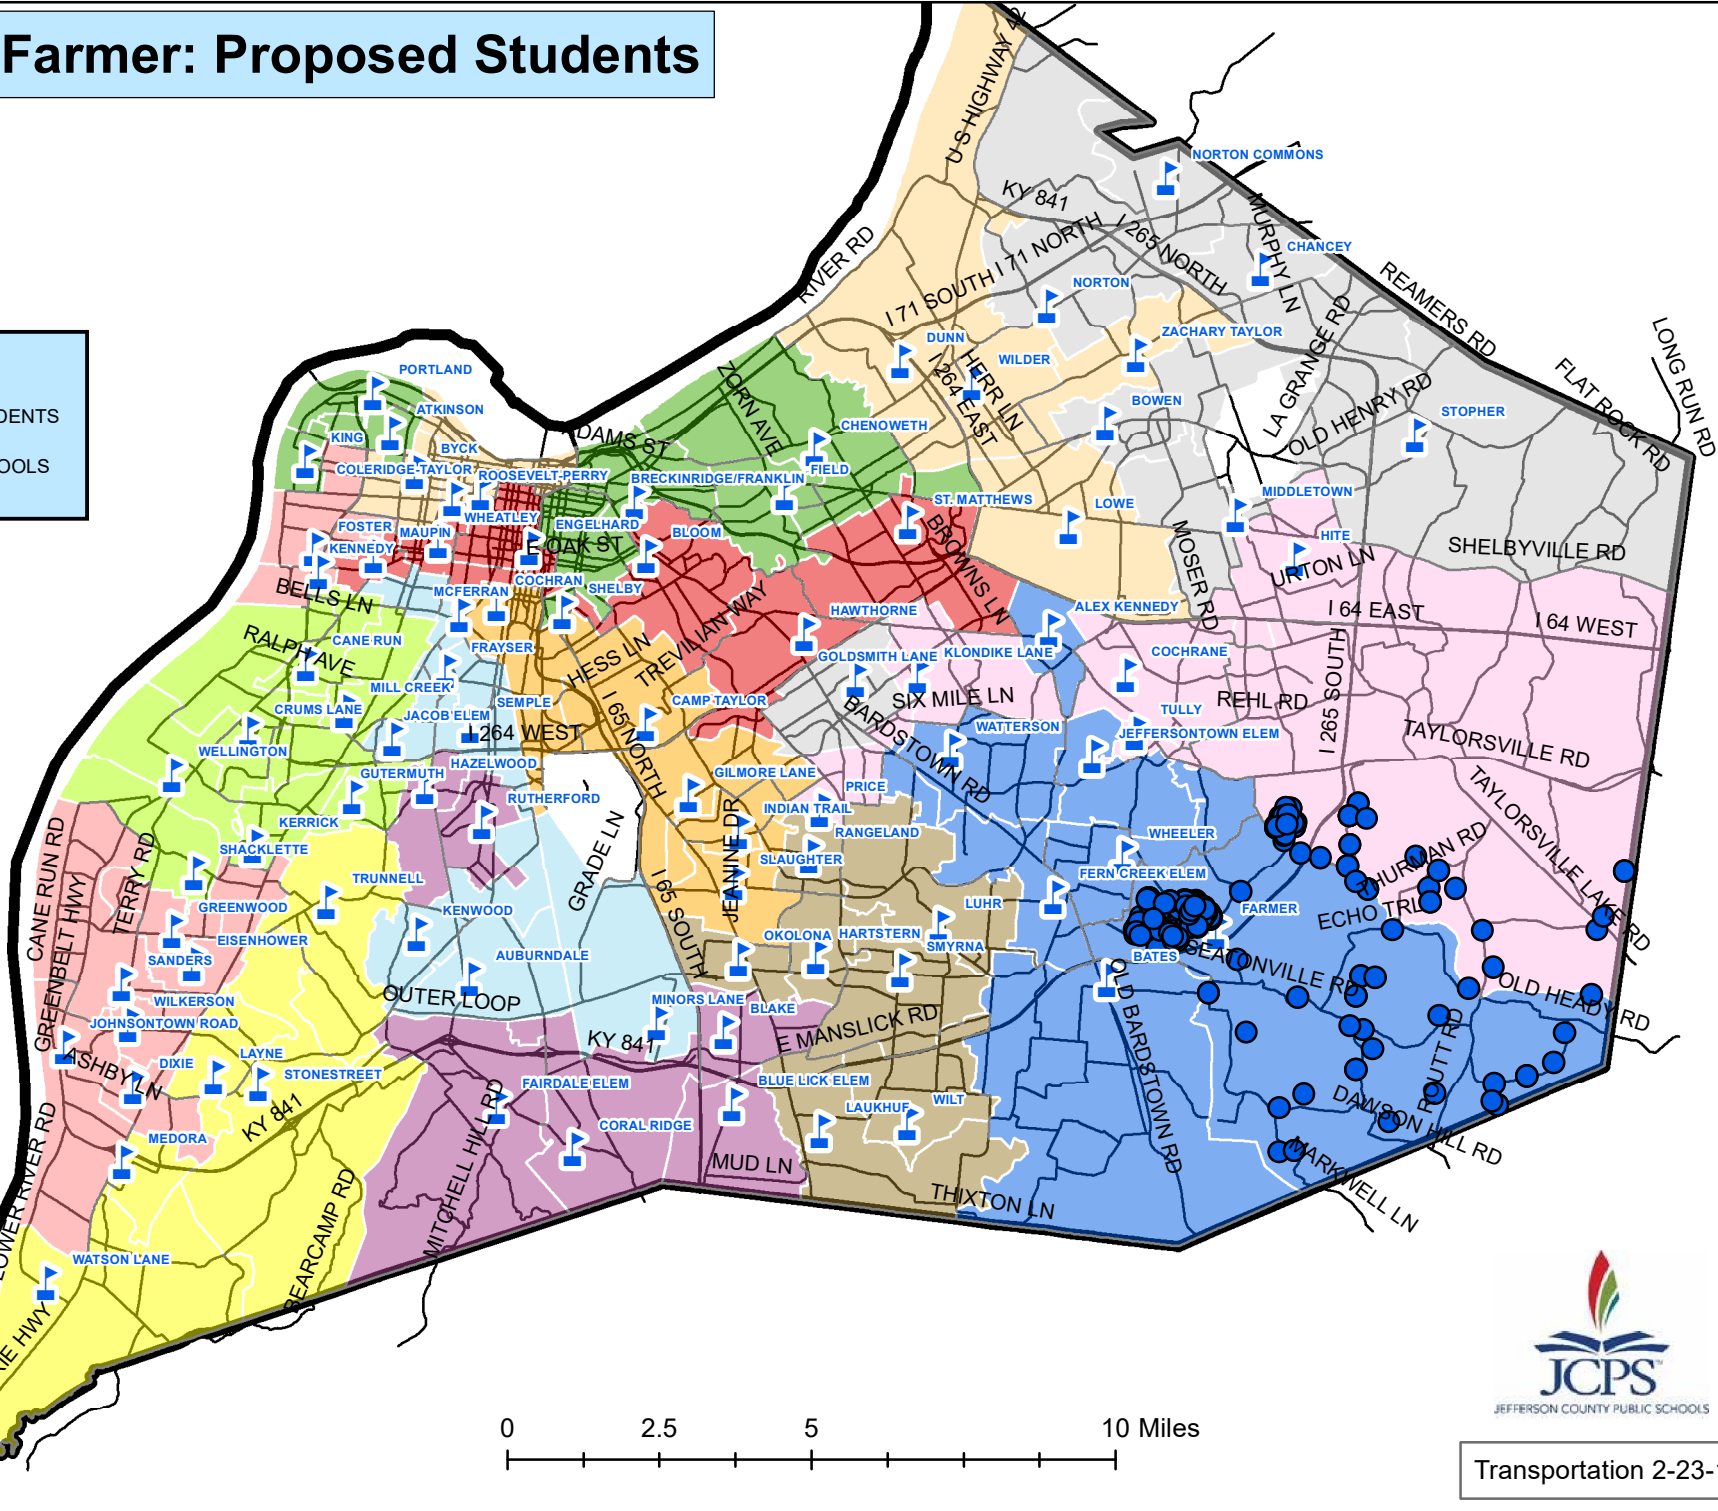 Farmer: Proposed Students
DENTS
OOLS
U S HIGHWAY 42
NORTON COMMONS
KY 841
I 265 NORTH
MURPHY LN
CHANCEY
RIVER RD
I 71 NORTH
I 71 SOUTH
NORTON
REAMERS RD
LA GRANGE RD
LONG RUN RD
DUNN
WILDER
ZACHARY TAYLOR
HERR LN
I 264 EAST
FLAT ROCK RD
PORTLAND
ZORN AVE
BOWEN
OLD HENRY RD
STOPHER
ATKINSON
KING
BYCK
DAMS ST
CHENOWETH
COLERIDGE-TAYLOR
ROOSEVELT-PERRY
BRECKINRIDGE/FRANKLIN
FIELD
ST. MATTHEWS
LOWE
MIDDLETOWN
FOSTER
MAUPIN
WHEATLEY
ENGELHARD
BLOOM
BROWNS LN
MOSER RD
HITE
KENNEDY
E OAK ST
URTON LN
SHELBYVILLE RD
BELLS LN
MCFERRAN
COCHRAN
SHELBY
TREVILIAN WAY
HAWTHORNE
ALEX KENNEDY
I 64 EAST
I 64 WEST
RALPH AVE
CANE RUN
FRAYSER
HESS LN
GOLDSMITH LANE
KLONDIKE LANE
COCHRANE
MILL CREEK
CRUMS LANE
JACOB ELEM
SEMPLE
I 65 NORTH
CAMP TAYLOR
BARDSTOWN RD
SIX MILE LN
REHL RD
I 265 SOUTH
TULLY
I 264 WEST
WATTERSON
JEFFERSONTOWN ELEM
TAYLORSVILLE RD
WELLINGTON
GUTERMUTH
HAZELWOOD
GILMORE LANE
PRICE
RUTHERFORD
INDIAN TRAIL
TAYLORSVILLE LAKE RD
KERRICK
JEANINE DR
RANGELAND
WHEELER
CANE RUN RD
TERRY RD
SHACKLETTE
GRADE LN
SLAUGHTER
THURMAN RD
TRUNNELL
FERN CREEK ELEM
GREENBELT HWY
GREENWOOD
KENWOOD
I 65 SOUTH
LUHR
FARMER
ECHO TRL
EISENHOWER
OKOLONA
HARTSTERN
SMYRNA
SANDERS
AUBURNDALE
BATES
SEATONVILLE RD
OUTER LOOP
WILKERSON
MINORS LANE
BLAKE
OLD HEADY RD
JOHNSONTOWN ROAD
KY 841
E MANSLICK RD
OLD BARDSTOWN RD
ROUTT RD
ASHBY LN
DIXIE
LAYNE
STONESTREET
FAIRDALE ELEM
BLUE LICK ELEM
KY 841
LAUKHUF
WILT
DAWSON HILL RD
LOWER RIVER RD
MEDORA
MITCHELL HILL RD
CORAL RIDGE
MUD LN
MARKWELL LN
BEARCAMP RD
THIXTON LN
WATSON LANE
IE HWY
JCPS
JEFFERSON COUNTY PUBLIC SCHOOLS
0 2.5 5 10 Miles
Transportation 2-23-